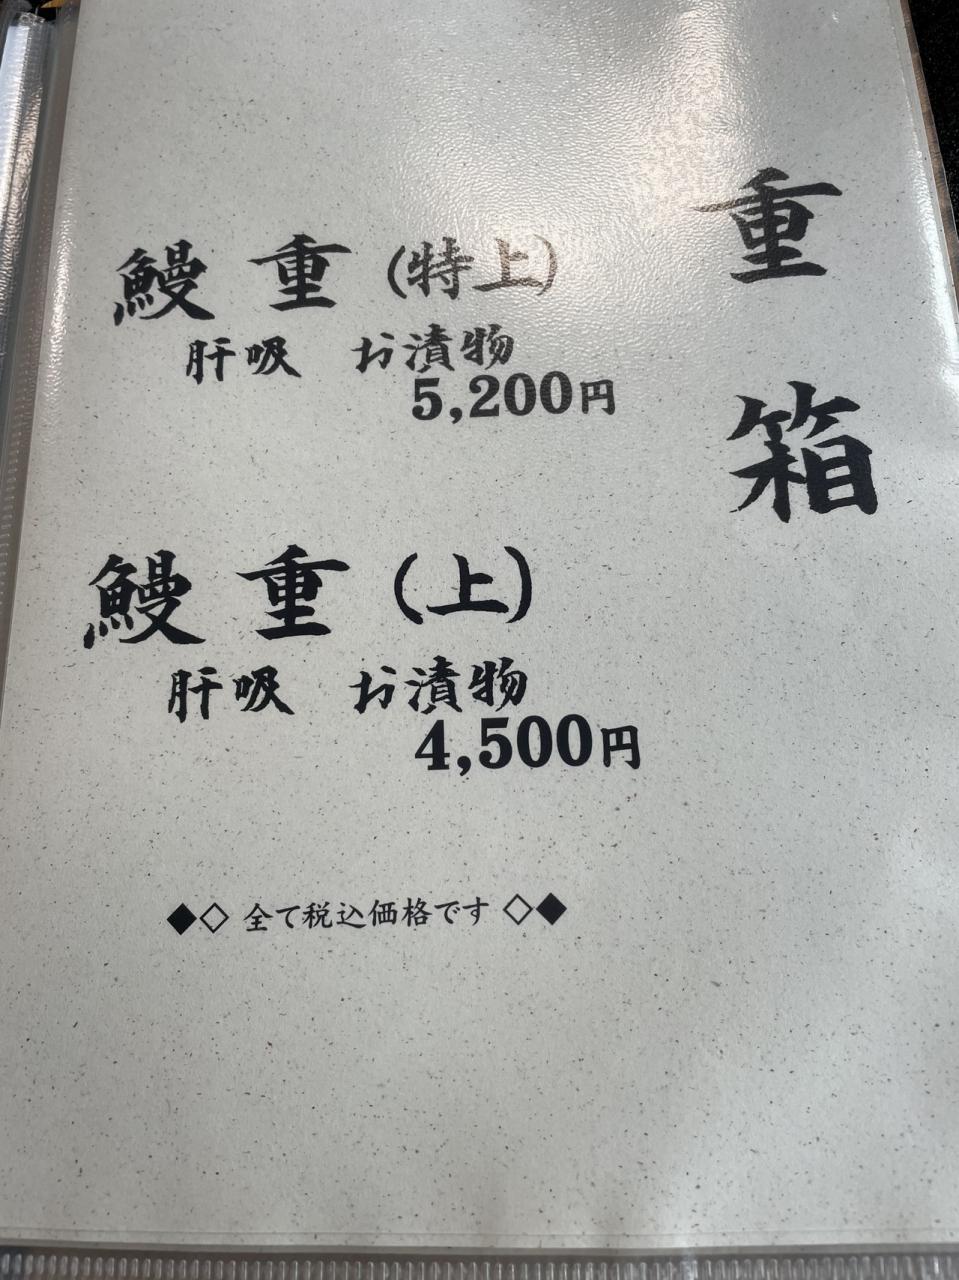 重箱
鰻重(特上)
肝吸 お漬物
5,200円
鰻重(上)
肝吸 お漬物
4,500円
◆◇ 全て税込価格です ◇◆